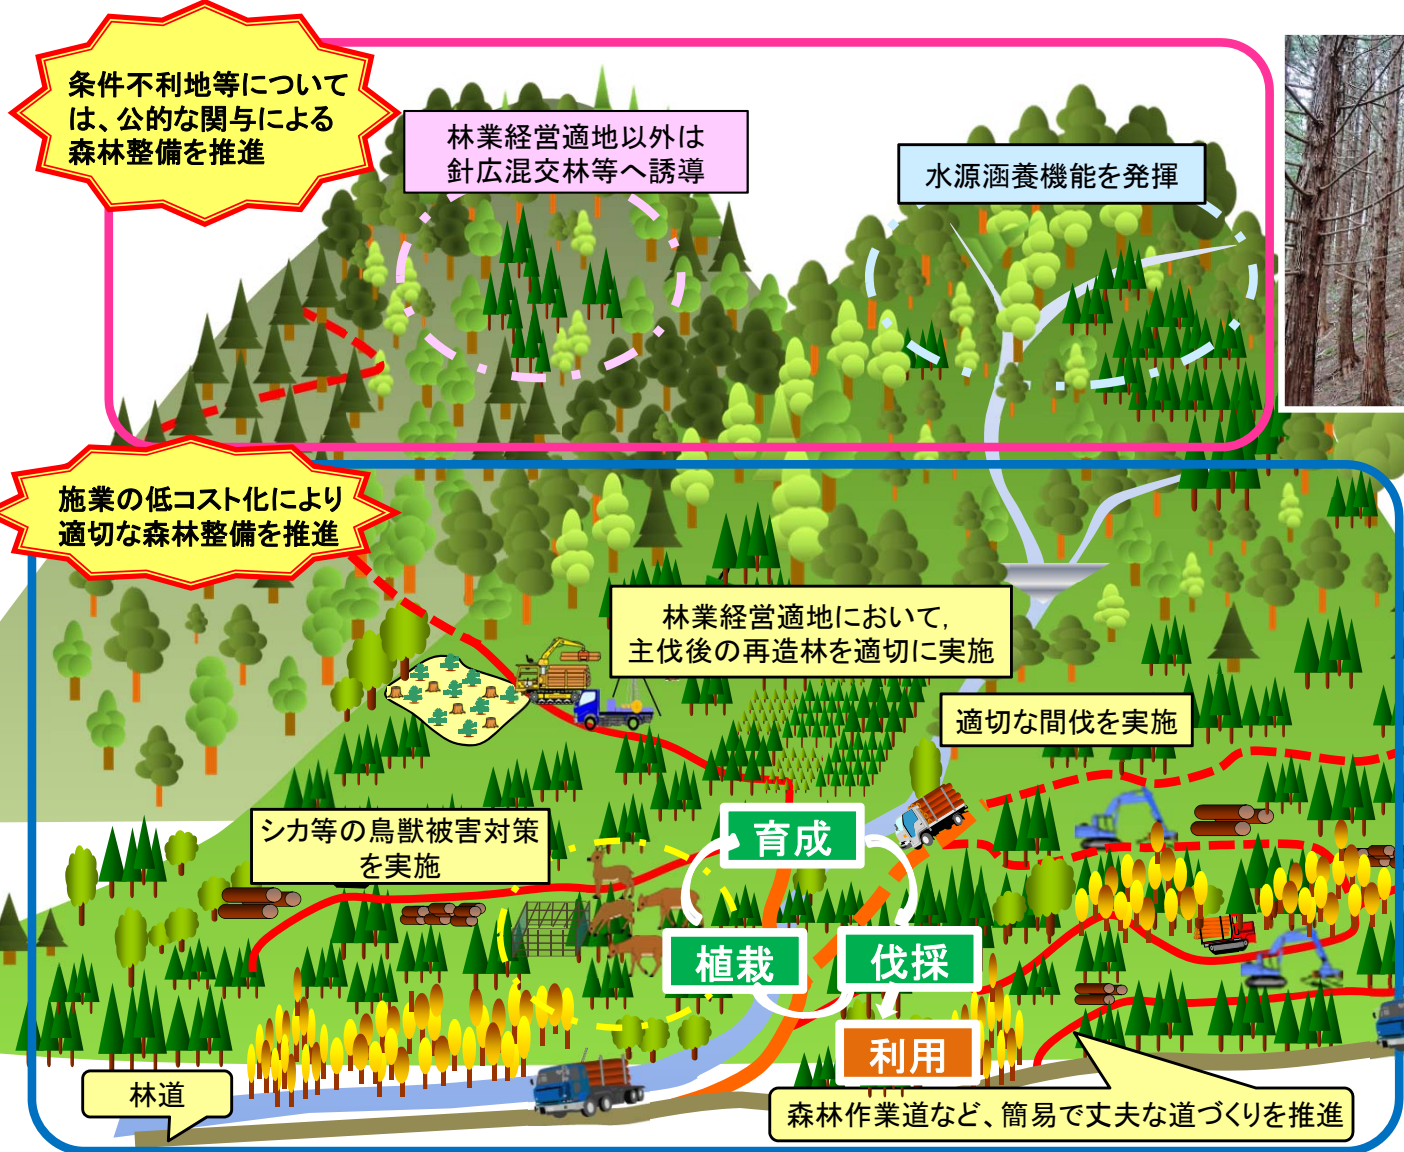 条件不利地等について
は、公的な関与による
森林整備を推進
林業経営適地以外は
針広混交林等へ誘導
水源涵養機能を発揮
施業の低コスト化により
適切な森林整備を推進
林業経営適地において,
主伐後の再造林を適切に実施
適切な間伐を実施
シカ等の鳥獣被害対策
を実施
育成
植栽
伐採
利用
林道
森林作業道など、簡易で丈夫な道づくりを推進